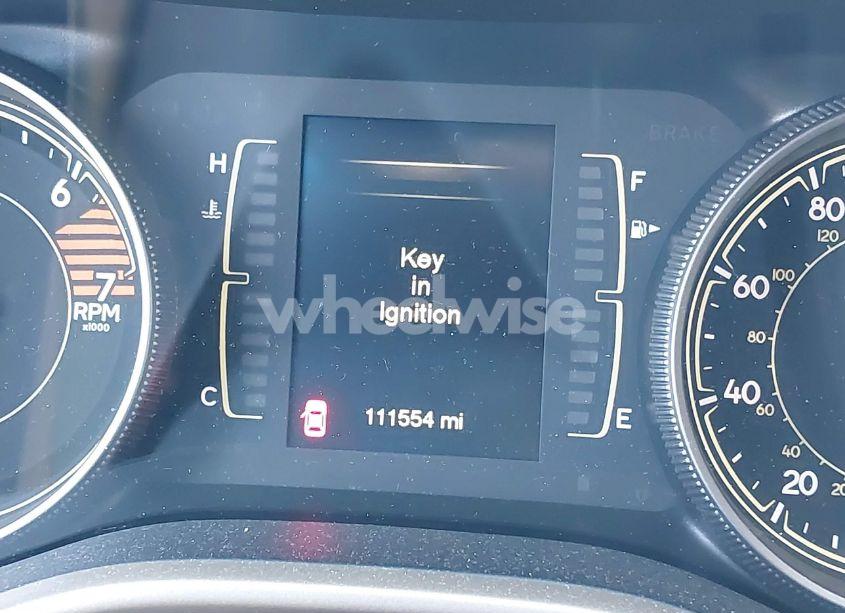 BRAKE
H
F
6
80
120
Key
in
Ignition
wheelwise
7
RPM
x1000
100
60
80
40
60
C
111554 mi
E
40
20
20